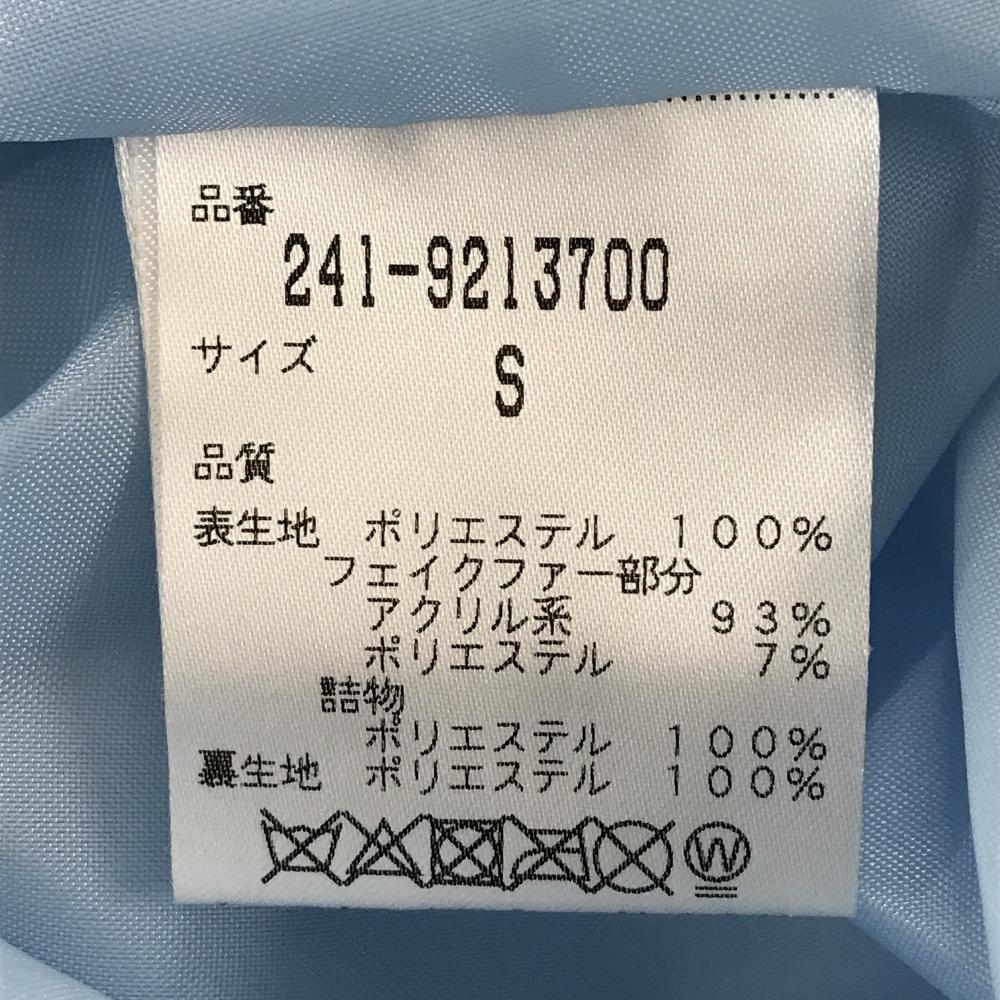 品番
241-9213700
サイズ S
品質
表生地 ポリエステル 100%
フェイクファー部分
アクリル系 93%
ポリエステル 7%
詰物
ポリエステル 100%
裏生地 ポリエステル 100%
W